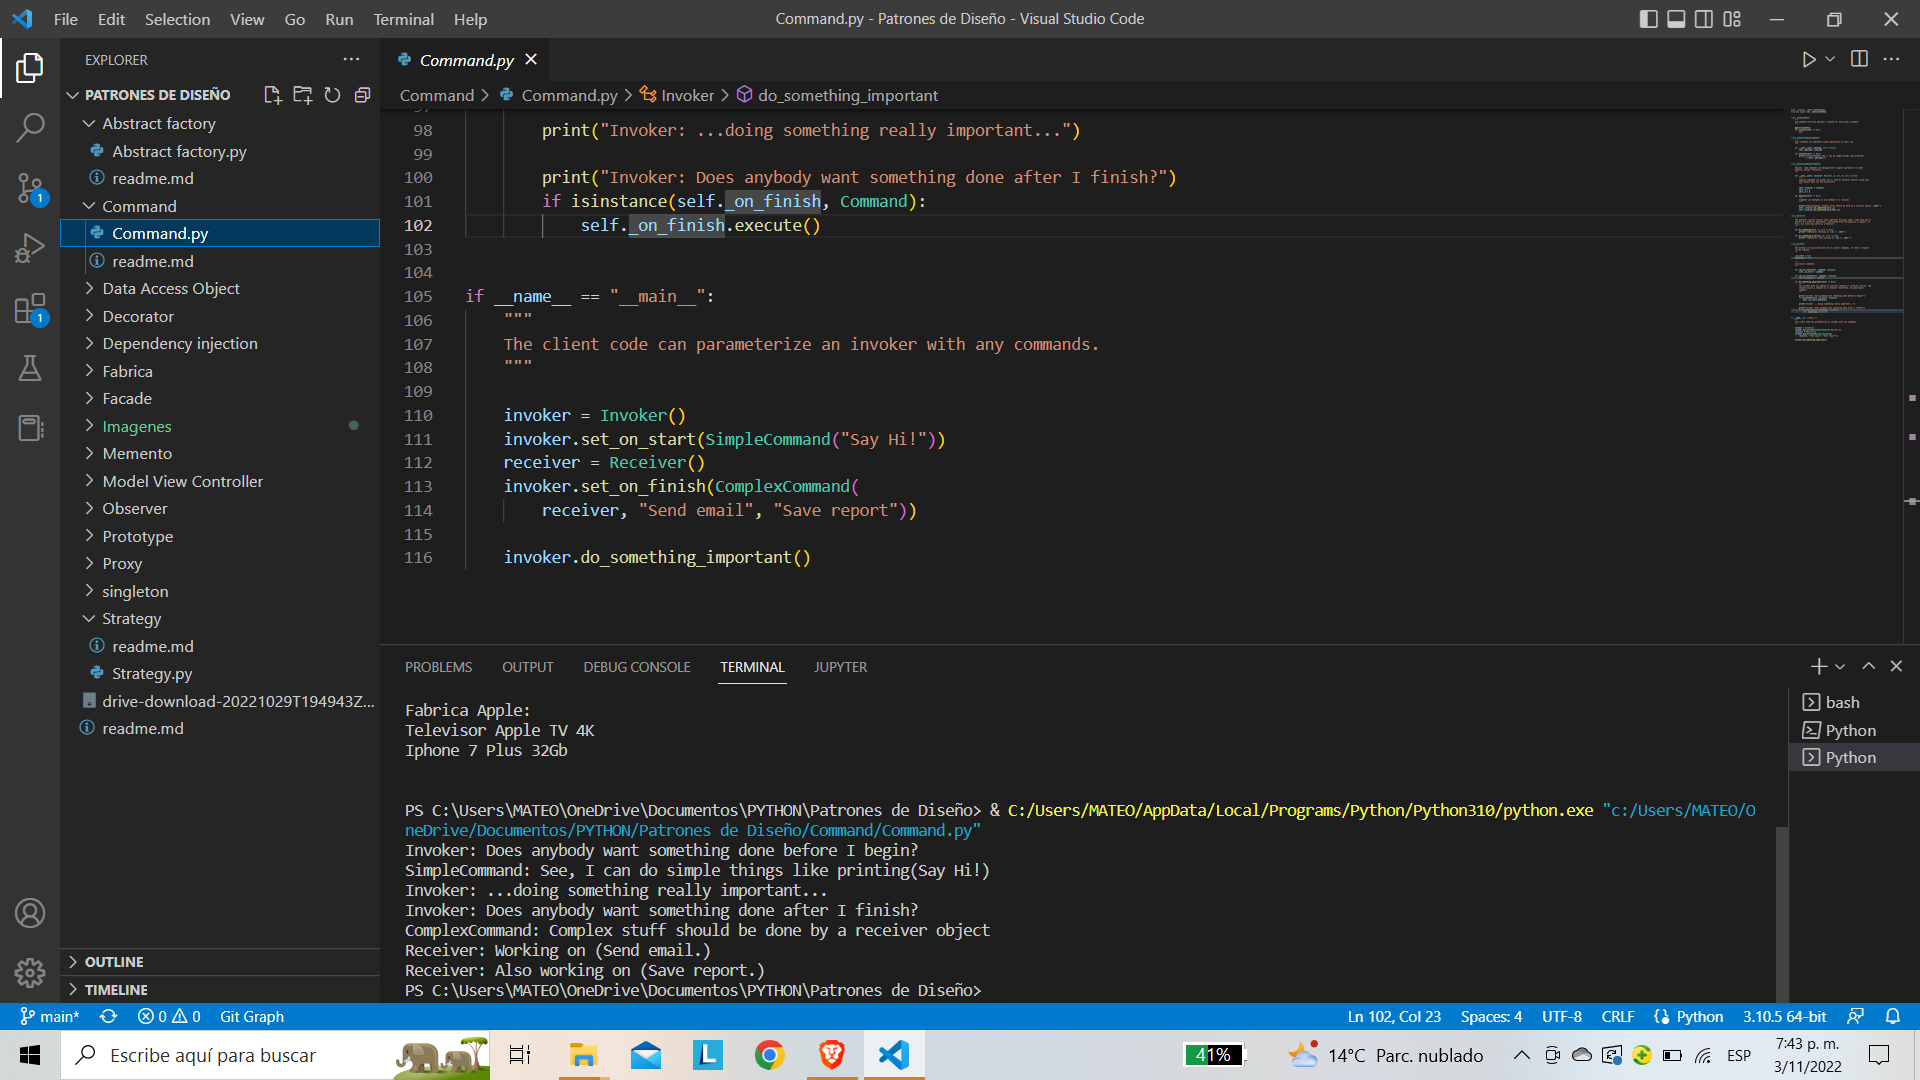 File Edit Selection View Go Run Terminal Help
Command.py - Patrones de Diseño - Visual Studio Code
EXPLORER
PATRONES DE DISEÑO
Abstract factory
Abstract factory.py
readme.md
Command
Command.py
readme.md
Data Access Object
Decorator
Dependency injection
Fabrica
Facade
Imagenes
Memento
Model View Controller
Observer
Prototype
Proxy
singleton
Strategy
readme.md
Strategy.py
drive-download-20221029T194943Z...
readme.md
OUTLINE
TIMELINE
1
1
Command.py
Command > Command.py > Invoker > do_something_important
98 print("Invoker: ...doing something really important...")
99
100 print("Invoker: Does anybody want something done after I finish?")
101 if isinstance(self._on_finish, Command):
102 self._on_finish.execute()
103
104
105 if __name__ == "__main__":
106 """
107 The client code can parameterize an invoker with any commands.
108 """
109
110 invoker = Invoker()
111 invoker.set_on_start(SimpleCommand("Say Hi!"))
112 receiver = Receiver()
113 invoker.set_on_finish(ComplexCommand(
114 receiver, "Send email", "Save report"))
115
116 invoker.do_something_important()
PROBLEMS OUTPUT DEBUG CONSOLE TERMINAL JUPYTER
Fabrica Apple:
Televisor Apple TV 4K
Iphone 7 Plus 32Gb
PS C:\Users\MATEO\OneDrive\Documentos\PYTHON\Patrones de Diseño> & C:/Users/MATEO/AppData/Local/Programs/Python/Python310/python.exe "c:/Users/MATEO/O
neDrive/Documentos/PYTHON/Patrones de Diseño/Command/Command.py"
Invoker: Does anybody want something done before I begin?
SimpleCommand: See, I can do simple things like printing(Say Hi!)
Invoker: ...doing something really important...
Invoker: Does anybody want something done after I finish?
ComplexCommand: Complex stuff should be done by a receiver object
Receiver: Working on (Send email.)
Receiver: Also working on (Save report.)
PS C:\Users\MATEO\OneDrive\Documentos\PYTHON\Patrones de Diseño>
bash
Python
Python
main* 0 0 Git Graph
Ln 102, Col 23 Spaces: 4 UTF-8 CRLF Python 3.10.5 64-bit
Escribe aquí para buscar
L
41%
14°C Parc. nublado
ESP
7:43 p. m.
3/11/2022